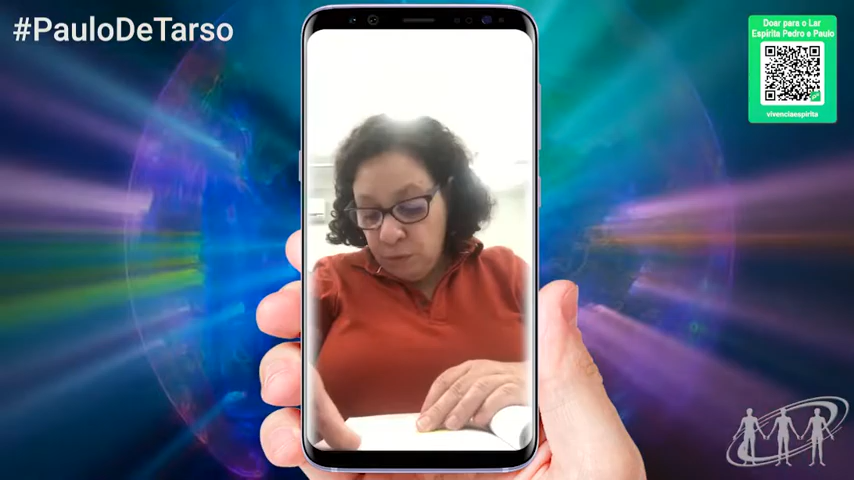 #PauloDeTarso
Doar para o Lar
Espírita Pedro e Paulo
vivenciaespirita